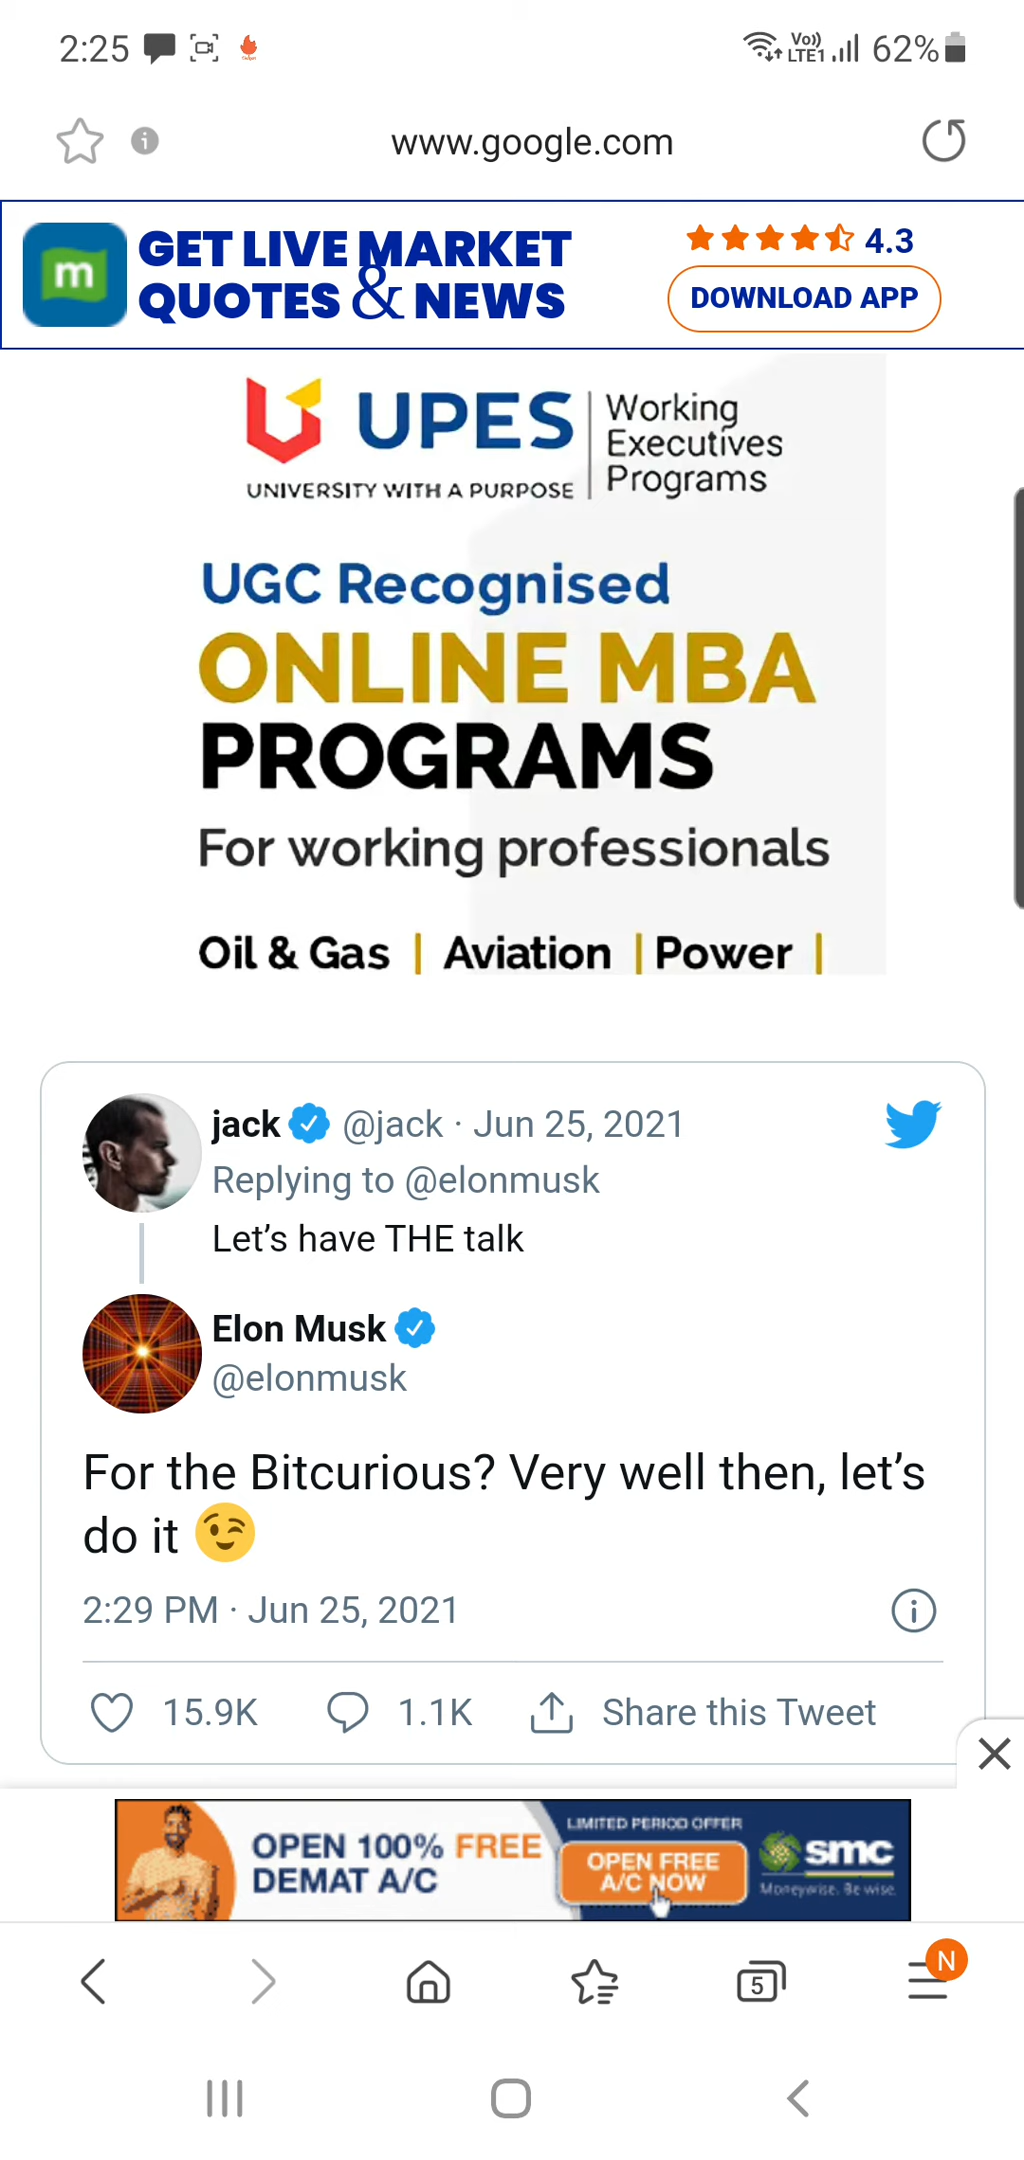 2:25
Vo))
LTE1
62%
www.google.com
m
GET LIVE MARKET
QUOTES & NEWS
4.3
DOWNLOAD APP
UPES
UNIVERSITY WITH A PURPOSE
Working
Executives
Programs
UGC Recognised
ONLINE MBA
PROGRAMS
For working professionals
Oil & Gas | Aviation | Power |
jack @jack · Jun 25, 2021
Replying to @elonmusk
Let’s have THE talk
Elon Musk
@elonmusk
For the Bitcurious? Very well then, let’s
do it 😉
2:29 PM · Jun 25, 2021
15.9K 1.1K Share this Tweet
OPEN 100% FREE
DEMAT A/C
LIMITED PERIOD OFFER
OPEN FREE
A/C NOW
smc
Moneywise. Be wise.
5
N